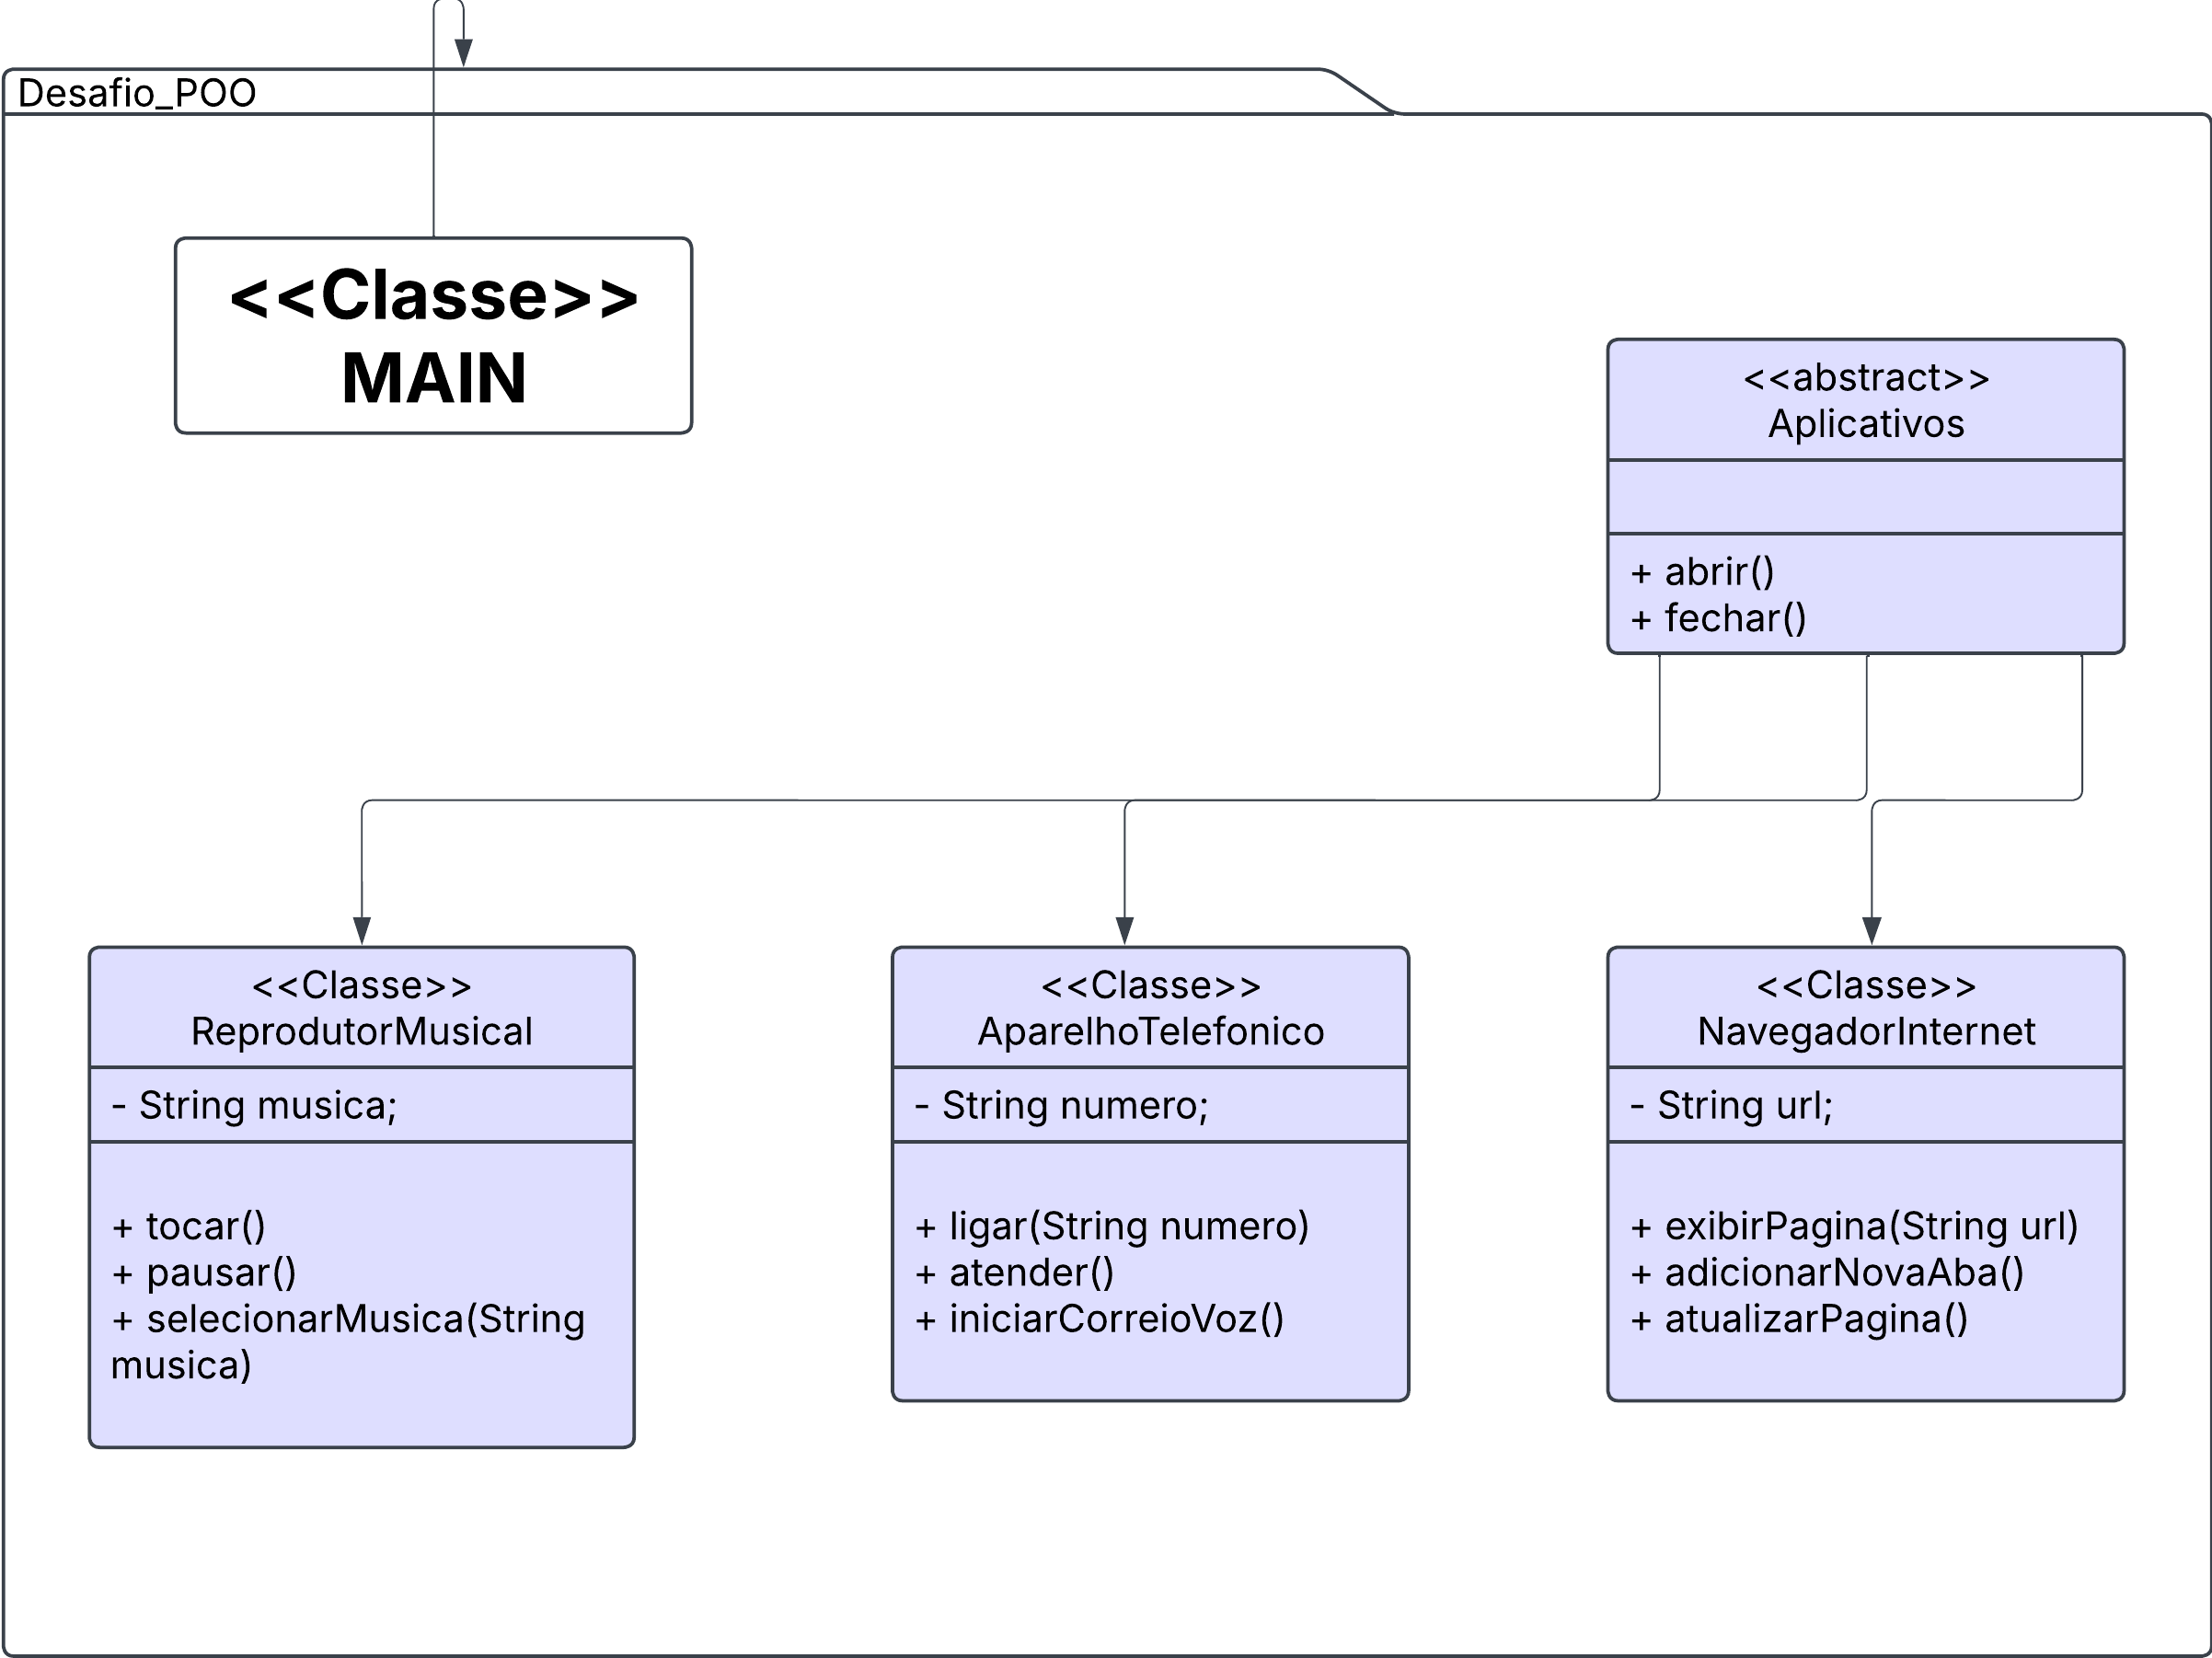 Desafio_POO
<<Classe>>
MAIN
<<abstract>>
Aplicativos
+ abrir()
+ fechar()
<<Classe>>
ReprodutorMusical
- String musica;
+ tocar()
+ pausar()
+ selecionarMusica(String
musica)
<<Classe>>
AparelhoTelefonico
- String numero;
+ ligar(String numero)
+ atender()
+ iniciarCorreioVoz()
<<Classe>>
NavegadorInternet
- String url;
+ exibirPagina(String url)
+ adicionarNovaAba()
+ atualizarPagina()